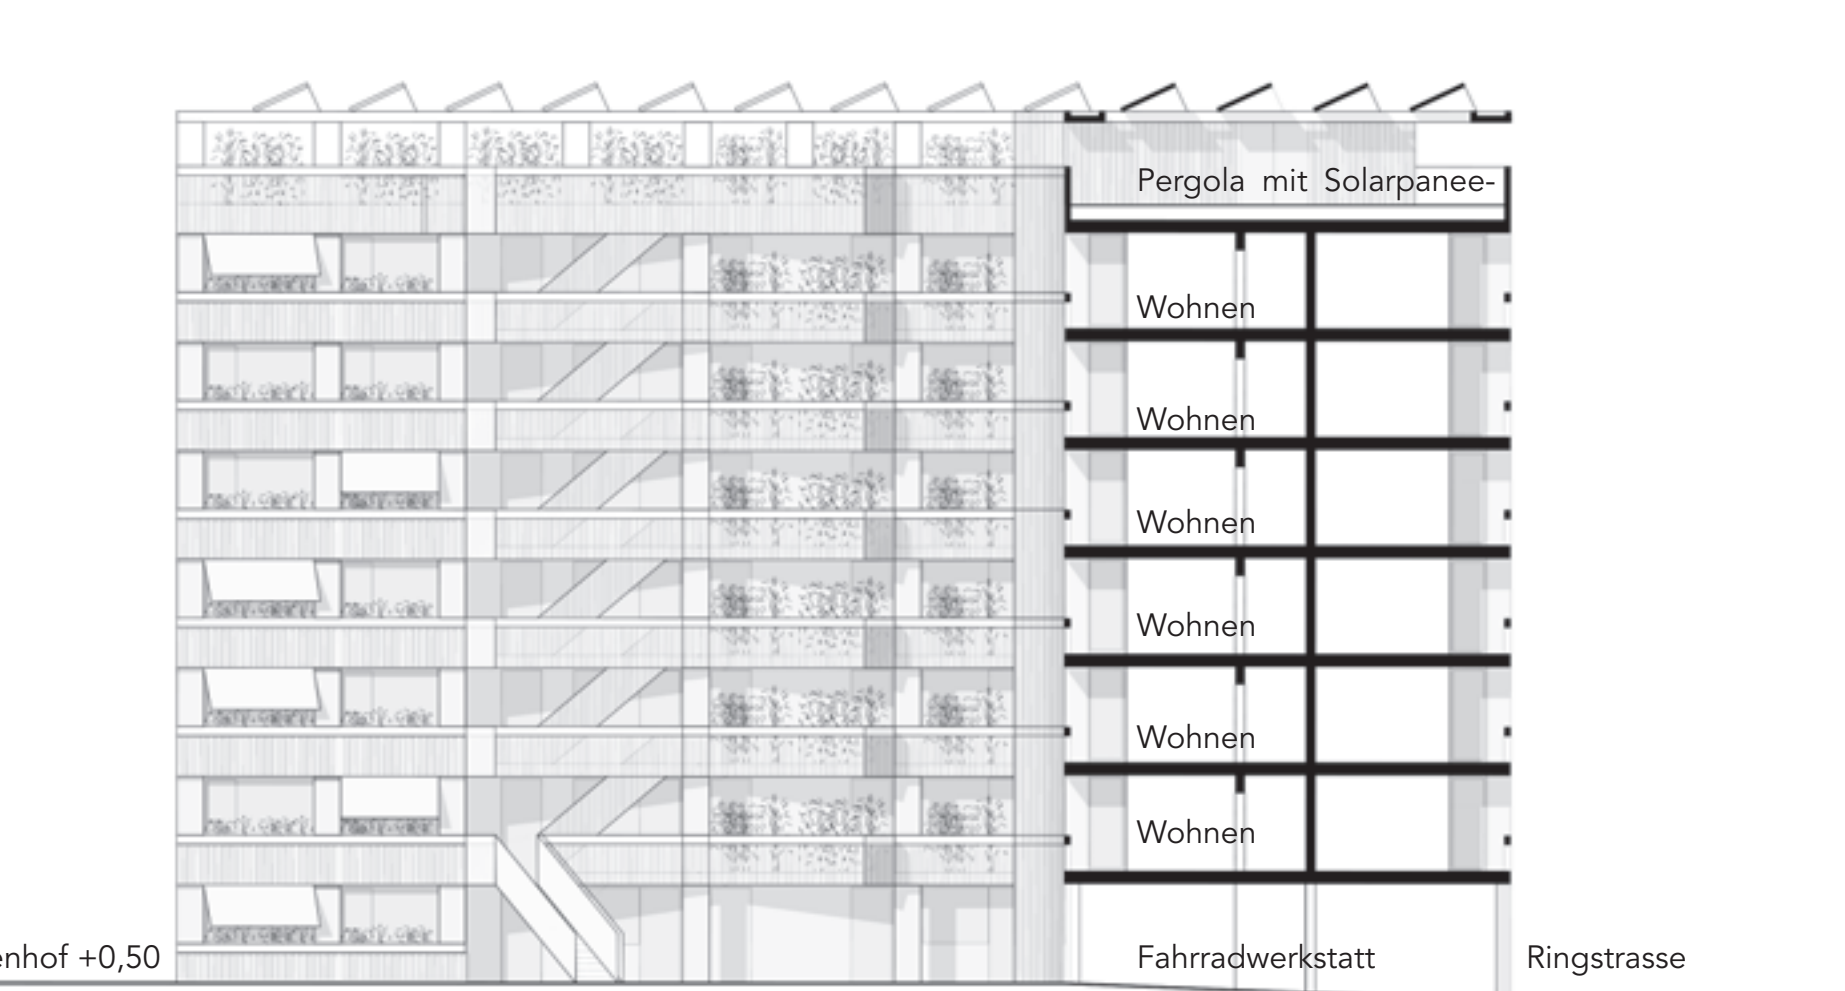 Pergola mit Solarpanee-
Wohnen
Wohnen
Wohnen
Wohnen
Wohnen
Wohnen
enhof +0,50
Fahrradwerkstatt
Ringstrasse